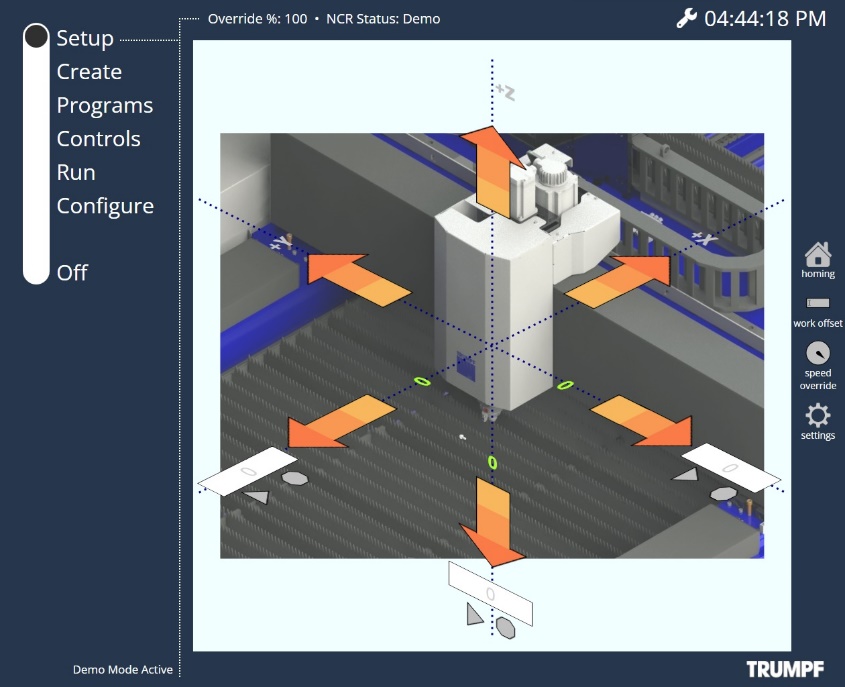 Override %: 100 • NCR Status: Demo
04:44:18 PM
Setup
Create
Programs
Controls
Run
Configure
Off
+Z
+Y
+X
0
0
0
0
0
0
homing
work offset
speed
override
settings
Demo Mode Active
TRUMPF